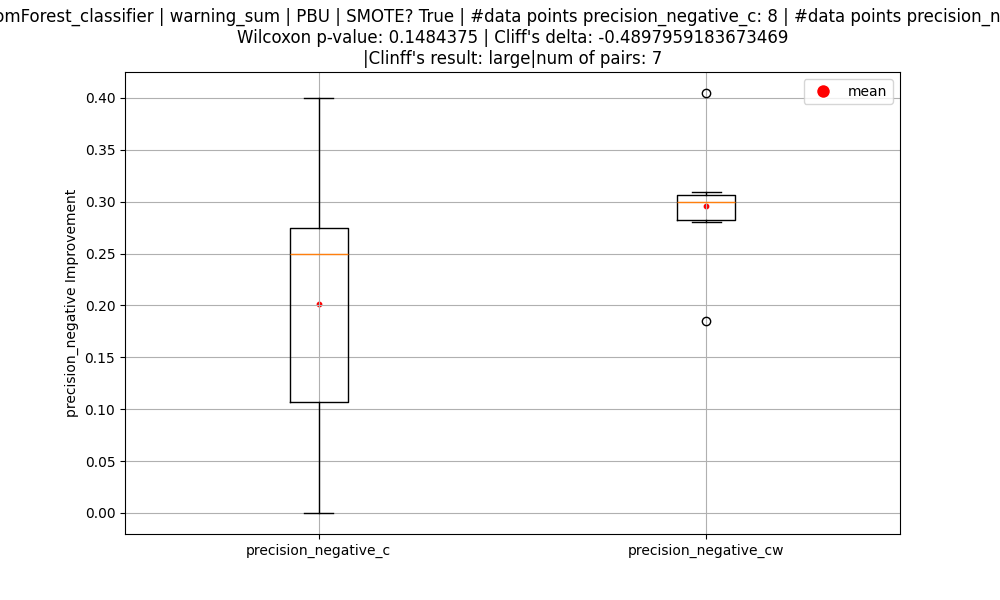 omForest_classifier | warning_sum | PBU | SMOTE? True | #data points precision_negative_c: 8 | #data points precision_n
Wilcoxon p-value: 0.1484375 | Cliff's delta: -0.4897959183673469
|Clinff's result: large|num of pairs: 7
mean
0.40
0.35
0.30
0.25
0.20
0.15
0.10
0.05
0.00
precision_negative Improvement
precision_negative_c
precision_negative_cw